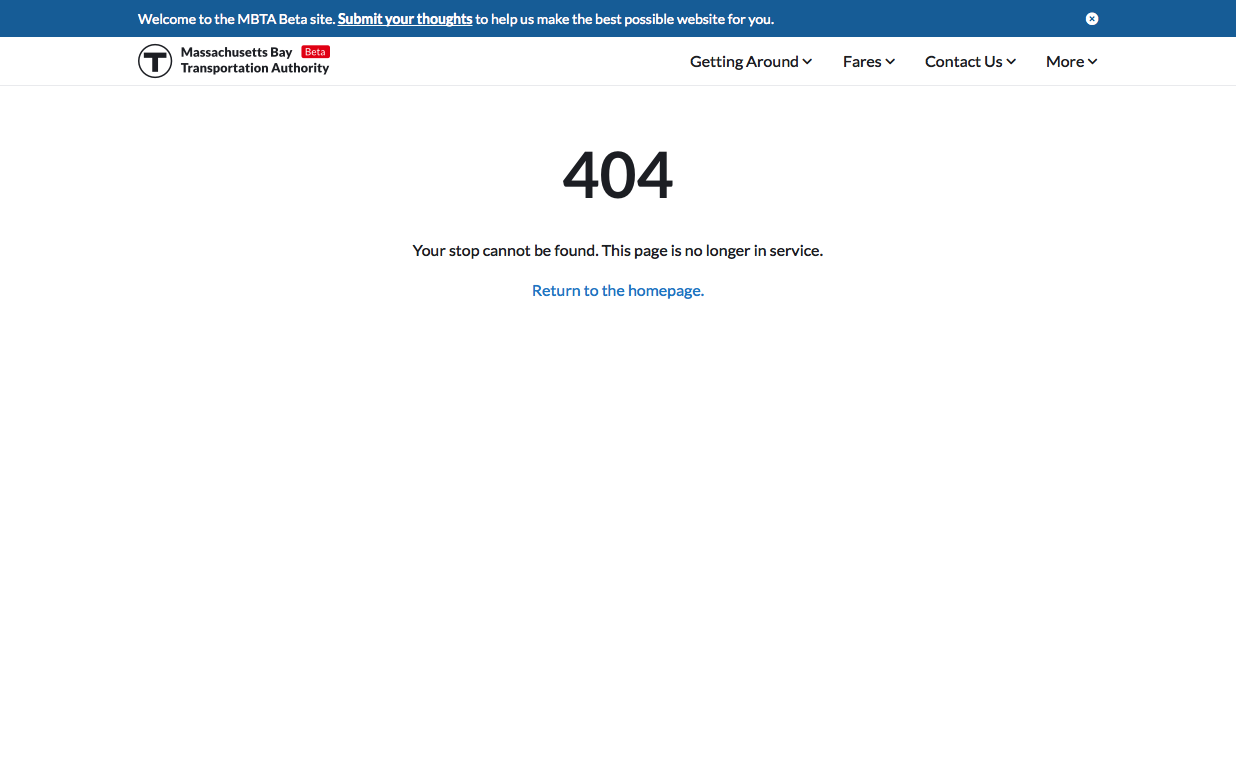 Welcome to the MBTA Beta site. Submit your thoughts to help us make the best possible website for you.
T
Massachusetts Bay Beta
Transportation Authority
Getting Around Fares Contact Us More
404
Your stop cannot be found. This page is no longer in service.
Return to the homepage.